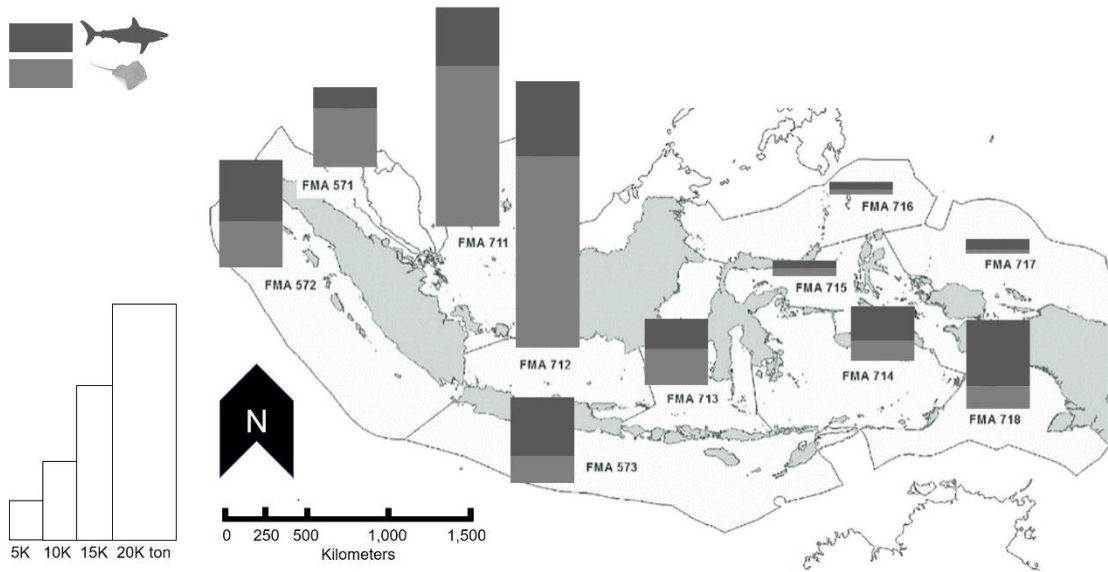 FMA 571
FMA 716
FMA 711
FMA 717
FMA 572
FMA 715
FMA 712
FMA 714
FMA 713
FMA 718
N
FMA 573
5K 10K 15K 20K ton
0 250 500 1,000 1,500
Kilometers